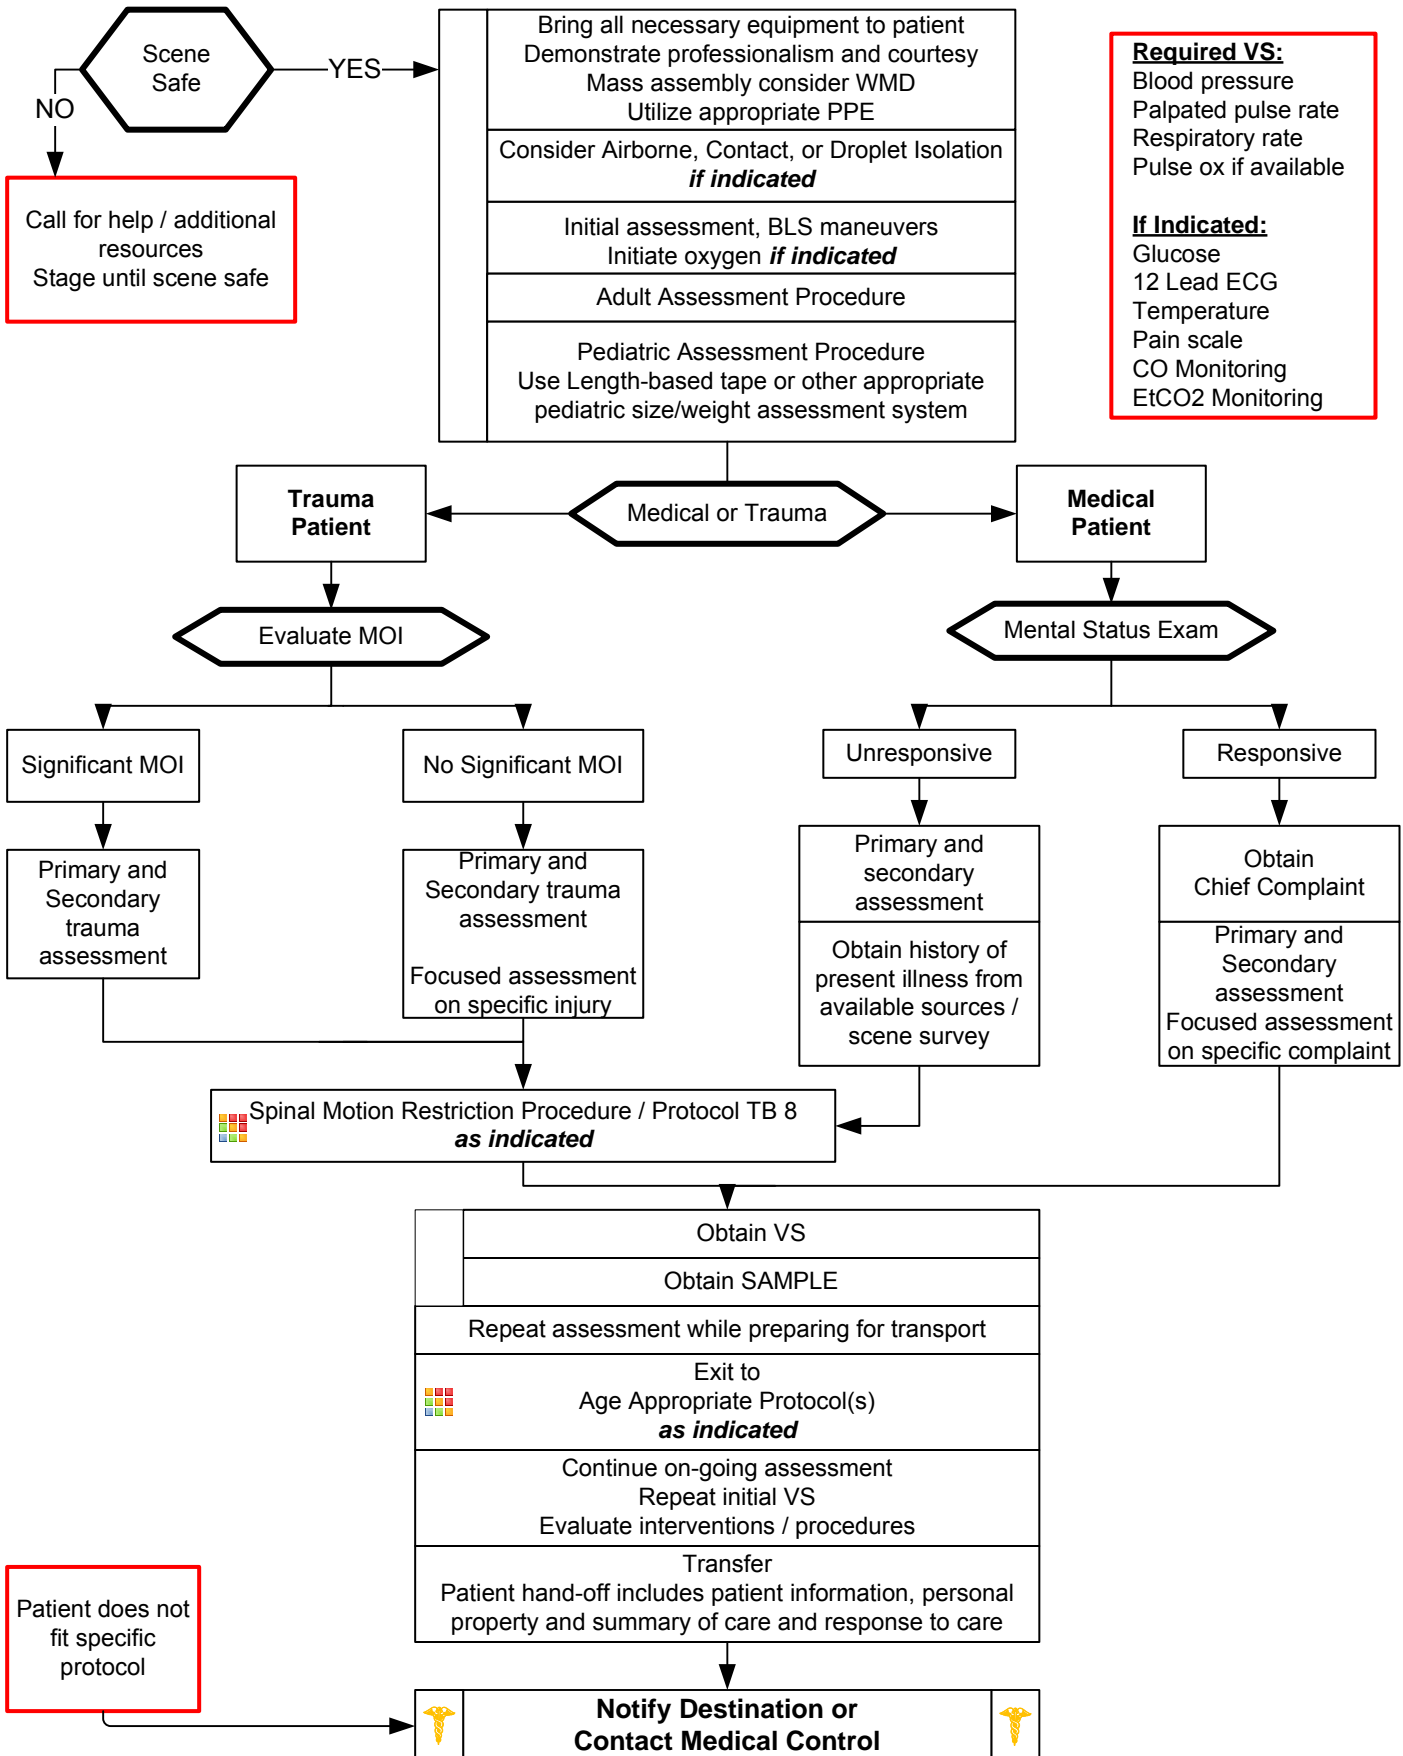 Scene
Safe
YES
NO
Call for help / additional
resources
Stage until scene safe
Bring all necessary equipment to patient
Demonstrate professionalism and courtesy
Mass assembly consider WMD
Utilize appropriate PPE
Consider Airborne, Contact, or Droplet Isolation
if indicated
Initial assessment, BLS maneuvers
Initiate oxygen if indicated
Adult Assessment Procedure
Pediatric Assessment Procedure
Use Length-based tape or other appropriate
pediatric size/weight assessment system
Required VS:
Blood pressure
Palpated pulse rate
Respiratory rate
Pulse ox if available
If Indicated:
Glucose
12 Lead ECG
Temperature
Pain scale
CO Monitoring
EtCO2 Monitoring
Medical or Trauma
Trauma
Patient
Medical
Patient
Evaluate MOI
Mental Status Exam
Significant MOI
No Significant MOI
Unresponsive
Responsive
Primary and
Secondary
trauma
assessment
Primary and
Secondary trauma
assessment
Focused assessment
on specific injury
Primary and
secondary
assessment
Obtain history of
present illness from
available sources /
scene survey
Obtain
Chief Complaint
Primary and
Secondary
assessment
Focused assessment
on specific complaint
Spinal Motion Restriction Procedure / Protocol TB 8
as indicated
Obtain VS
Obtain SAMPLE
Repeat assessment while preparing for transport
Exit to
Age Appropriate Protocol(s)
as indicated
Continue on-going assessment
Repeat initial VS
Evaluate interventions / procedures
Transfer
Patient hand-off includes patient information, personal
property and summary of care and response to care
Patient does not
fit specific
protocol
Notify Destination or
Contact Medical Control